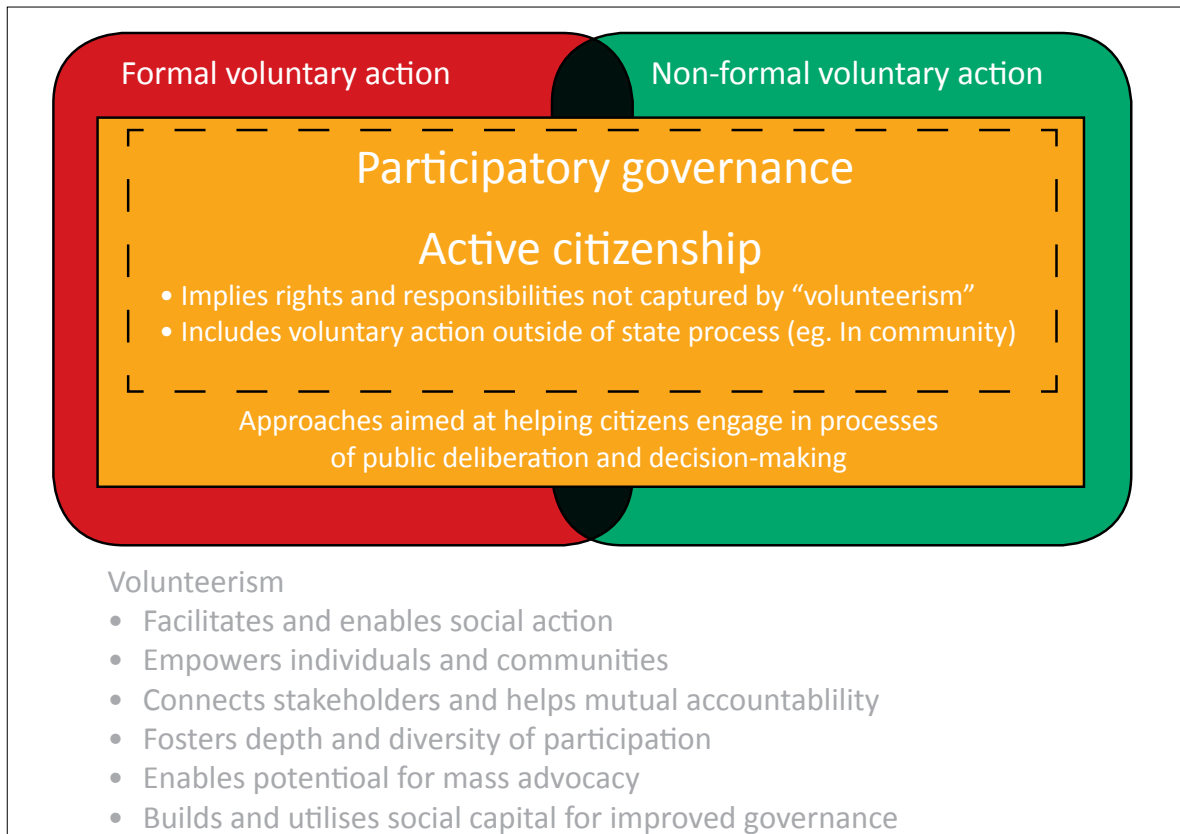 Formal voluntary action
Non-formal voluntary action
Participatory governance
Active citizenship
• Implies rights and responsibilities not captured by “volunteerism”
• Includes voluntary action outside of state process (eg. In community)
Approaches aimed at helping citizens engage in processes
of public deliberation and decision-making
Volunteerism
• Facilitates and enables social action
• Empowers individuals and communities
• Connects stakeholders and helps mutual accountablility
• Fosters depth and diversity of participation
• Enables potentioal for mass advocacy
• Builds and utilises social capital for improved governance